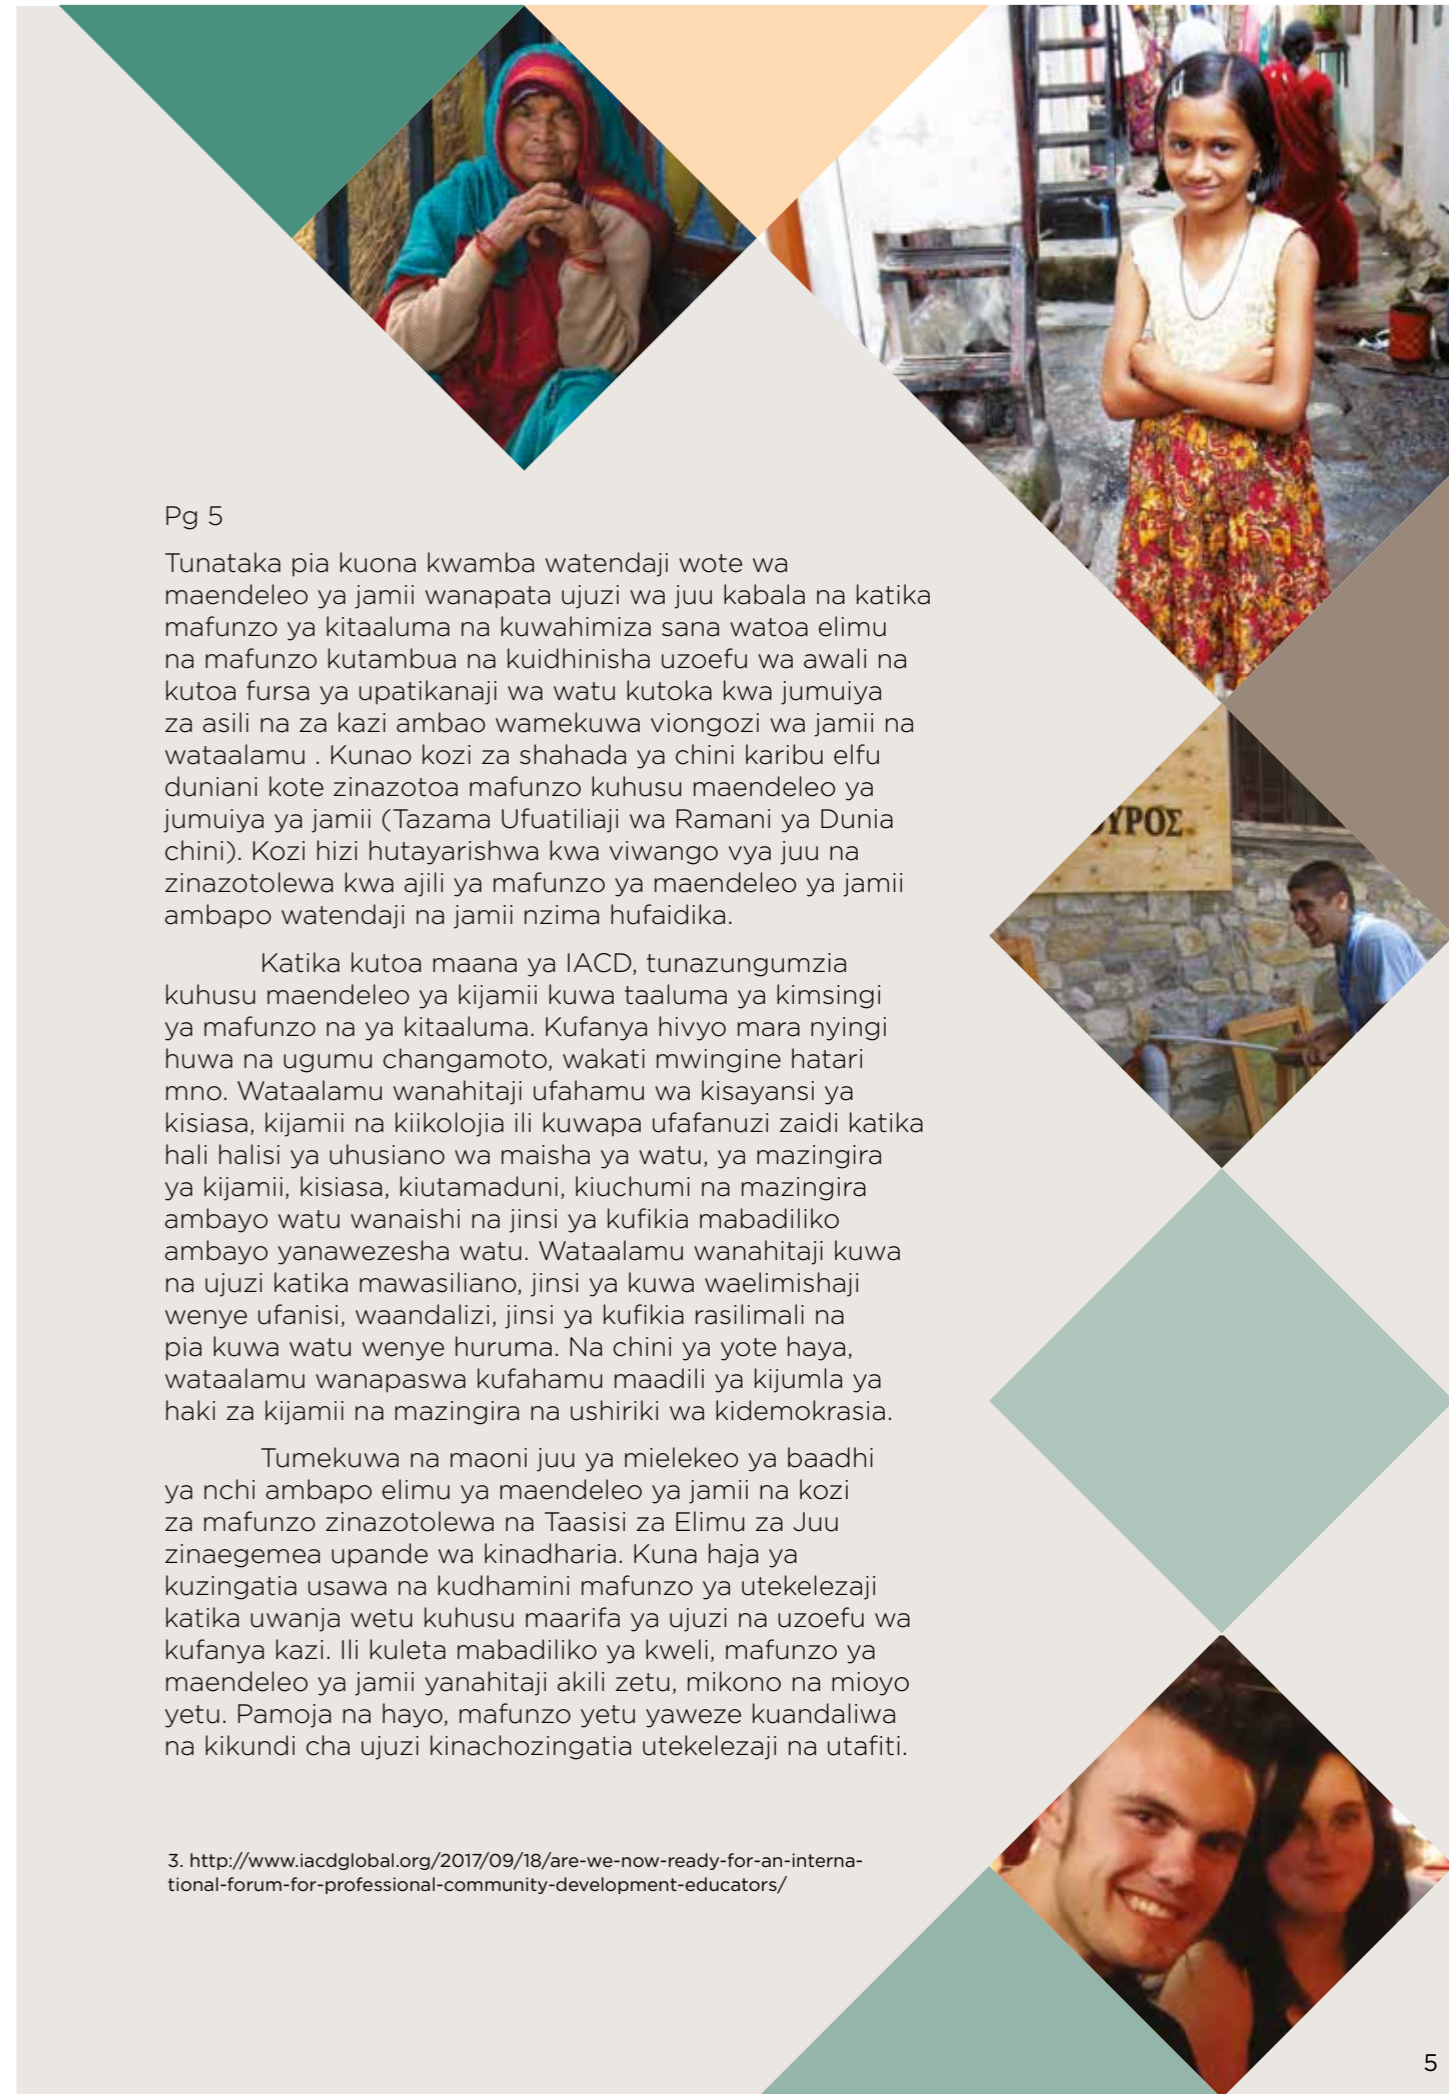 Pg 5
Tunataka pia kuona kwamba watendaji wote wa
maendeleo ya jamii wanapata ujuzi wa juu kabala na katika
mafunzo ya kitaaluma na kuwahimiza sana watoa elimu
na mafunzo kutambua na kuidhinisha uzoefu wa awali na
kutoa fursa ya upatikanaji wa watu kutoka kwa jumuiya
za asili na za kazi ambao wamekuwa viongozi wa jamii na
wataalamu . Kunao kozi za shahada ya chini karibu elfu
duniani kote zinazotoa mafunzo kuhusu maendeleo ya
jumuiya ya jamii (Tazama Ufuatiliaji wa Ramani ya Dunia
chini). Kozi hizi hutayarishwa kwa viwango vya juu na
zinazotolewa kwa ajili ya mafunzo ya maendeleo ya jamii
ambapo watendaji na jamii nzima hufaidika.
Katika kutoa maana ya IACD, tunazungumzia
kuhusu maendeleo ya kijamii kuwa taaluma ya kimsingi
ya mafunzo na ya kitaaluma. Kufanya hivyo mara nyingi
huwa na ugumu changamoto, wakati mwingine hatari
mno. Wataalamu wanahitaji ufahamu wa kisayansi ya
kisiasa, kijamii na kiikolojia ili kuwapa ufafanuzi zaidi katika
hali halisi ya uhusiano wa maisha ya watu, ya mazingira
ya kijamii, kisiasa, kiutamaduni, kiuchumi na mazingira
ambayo watu wanaishi na jinsi ya kufikia mabadiliko
ambayo yanawezesha watu. Wataalamu wanahitaji kuwa
na ujuzi katika mawasiliano, jinsi ya kuwa waelimishaji
wenye ufanisi, waandalizi, jinsi ya kufikia rasilimali na
pia kuwa watu wenye huruma. Na chini ya yote haya,
wataalamu wanapaswa kufahamu maadili ya kijumla ya
haki za kijamii na mazingira na ushiriki wa kidemokrasia.
Tumekuwa na maoni juu ya mielekeo ya baadhi
ya nchi ambapo elimu ya maendeleo ya jamii na kozi
za mafunzo zinazotolewa na Taasisi za Elimu za Juu
zinaegemea upande wa kinadharia. Kuna haja ya
kuzingatia usawa na kudhamini mafunzo ya utekelezaji
katika uwanja wetu kuhusu maarifa ya ujuzi na uzoefu wa
kufanya kazi. Ili kuleta mabadiliko ya kweli, mafunzo ya
maendeleo ya jamii yanahitaji akili zetu, mikono na mioyo
yetu. Pamoja na hayo, mafunzo yetu yaweze kuandaliwa
na kikundi cha ujuzi kinachozingatia utekelezaji na utafiti.
3. http://www.iacdglobal.org/2017/09/18/are-we-now-ready-for-an-interna-
tional-forum-for-professional-community-development-educators/
5